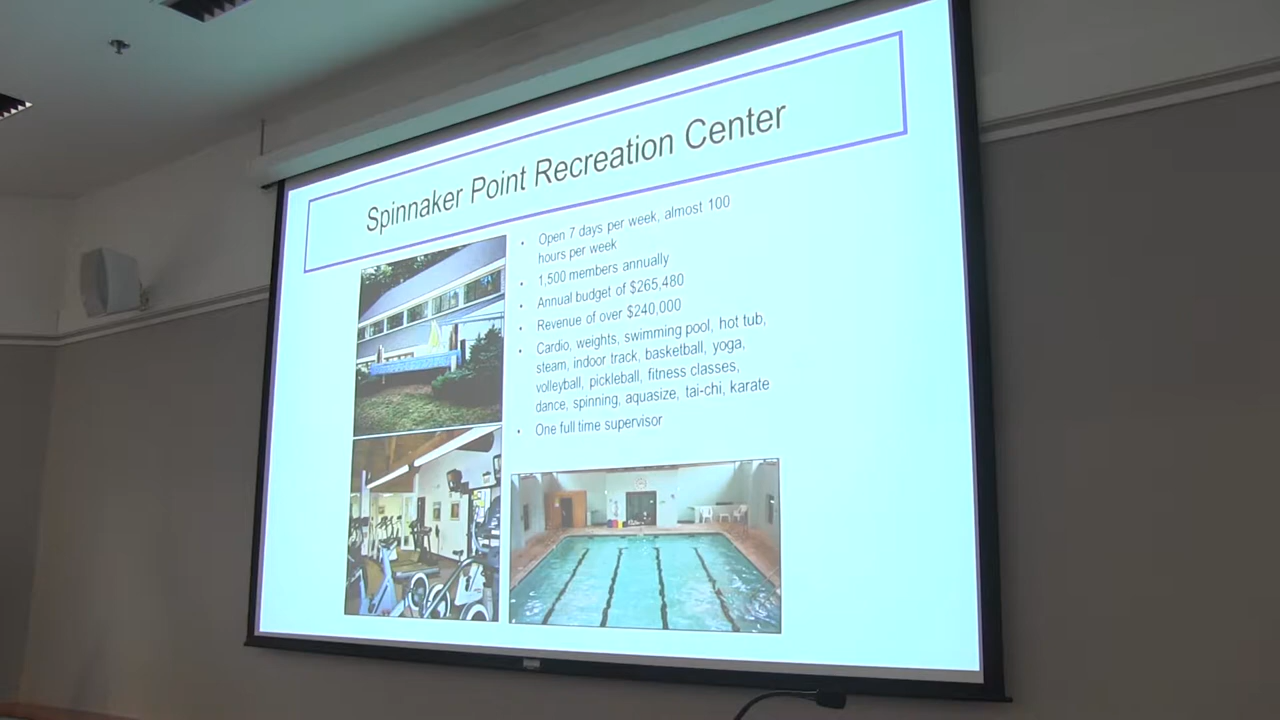 Spinnaker Point Recreation Center
• Open 7 days per week, almost 100
hours per week
• 1,500 members annually
• Annual budget of $265,480
• Revenue of over $240,000
• Cardio, weights, swimming pool, hot tub,
steam, indoor track, basketball, yoga,
volleyball, pickleball, fitness classes,
dance, spinning, aquasize, tai-chi, karate
• One full time supervisor